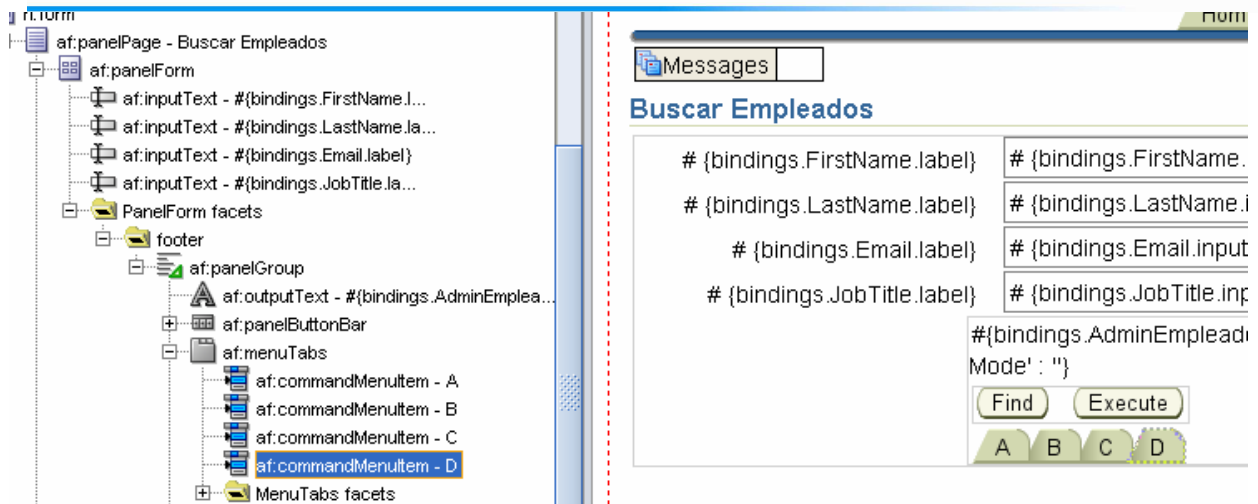 af:panelPage - Buscar Empleados
af:panelForm
af:inputText - #{bindings.FirstName.l...
af:inputText - #{bindings.LastName.la...
af:inputText - #{bindings.Email.label}
af:inputText - #{bindings.JobTitle.la...
PanelForm facets
footer
af:panelGroup
af:outputText - #{bindings.AdminEmplea...
af:panelButtonBar
af:menuTabs
af:commandMenuItem - A
af:commandMenuItem - B
af:commandMenuItem - C
af:commandMenuItem - D
MenuTabs facets
Hom
Messages
Buscar Empleados
# {bindings.FirstName.label} # {bindings.FirstName.
# {bindings.LastName.label} # {bindings.LastName.i
# {bindings.Email.label} # {bindings.Email.input
# {bindings.JobTitle.label} # {bindings.JobTitle.inp
#{bindings.AdminEmplead
Mode' : ''}
Find Execute
A B C D